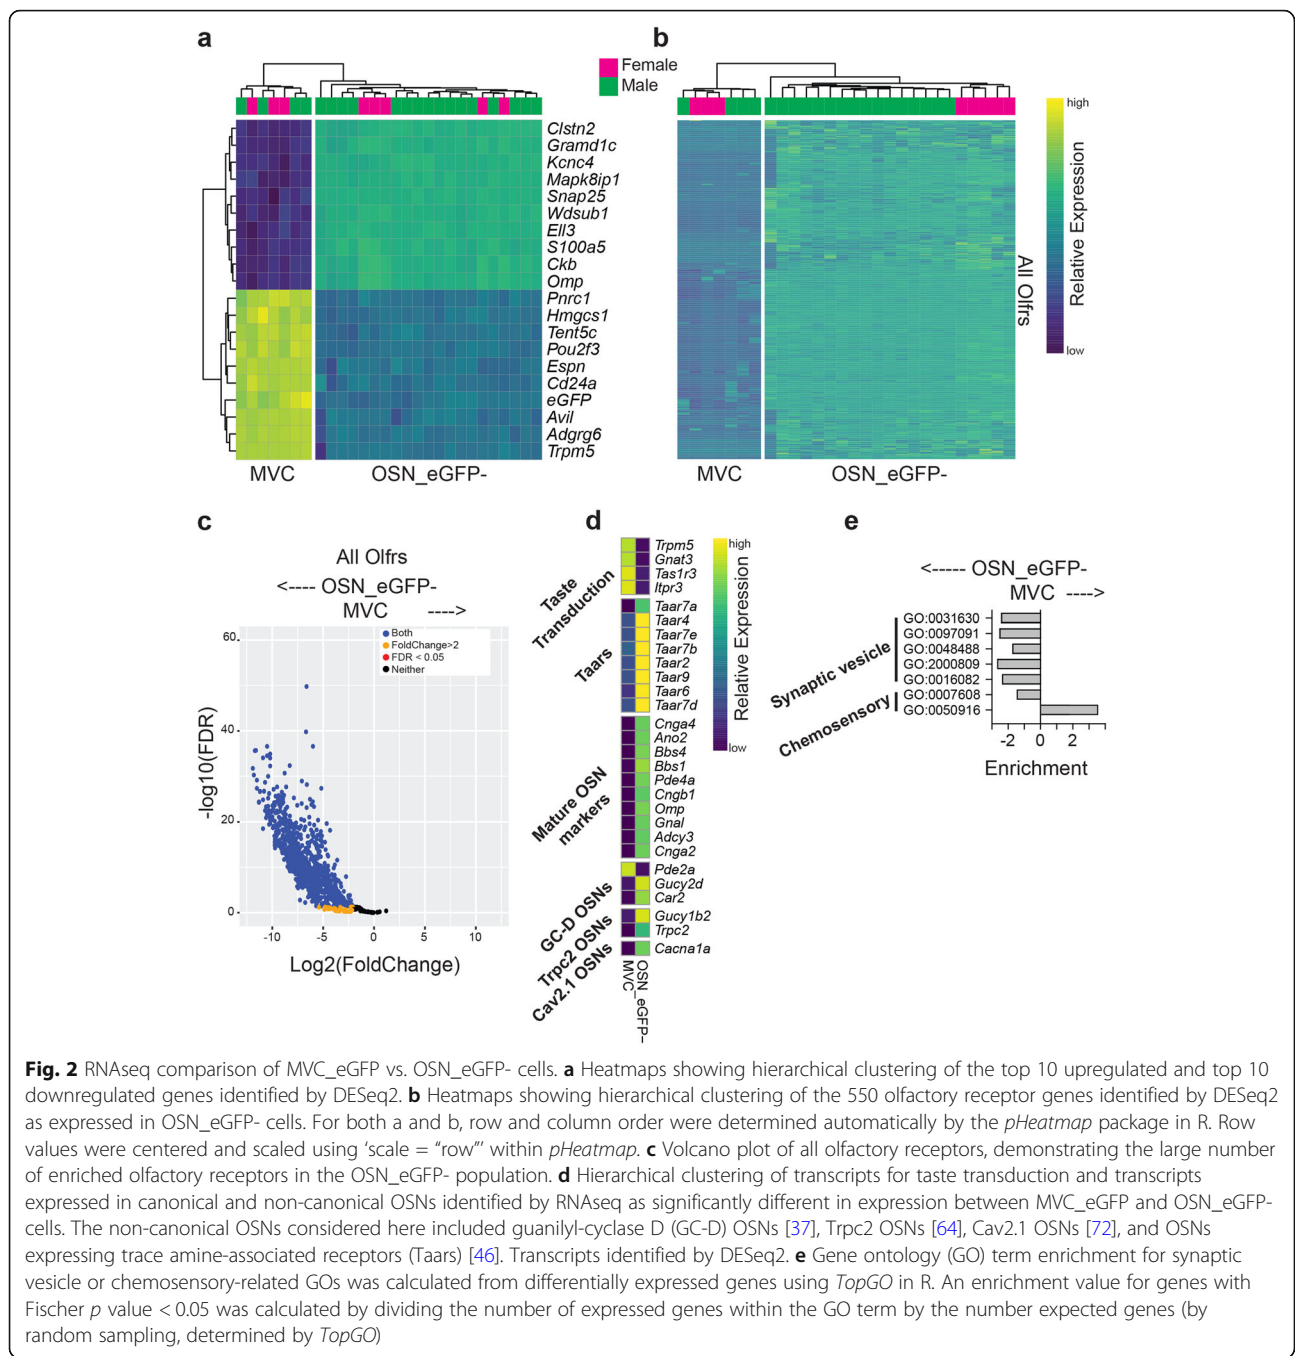 a
b
Female
Male
Clstn2
Gramd1c
Kcnc4
Mapk8ip1
Snap25
Wdsub1
Ell3
S100a5
Ckb
Omp
Pnrc1
Hmgcs1
Tent5c
Pou2f3
Espn
Cd24a
eGFP
Avil
Adgrg6
Trpm5
MVC
OSN_eGFP-
MVC
OSN_eGFP-
All Olfrs
high
Relative Expression
low
c
All Olfrs
<---- OSN_eGFP-
MVC ---->
Both
FoldChange>2
FDR < 0.05
Neither
60
40
20
0
-log10(FDR)
-10 -5 0 5 10
Log2(FoldChange)
d
Taste
Transduction
Trpm5
Gnat3
Tas1r3
Itpr3
Taars
Taar7a
Taar4
Taar7e
Taar7b
Taar2
Taar9
Taar6
Taar7d
Mature OSN
markers
Cnga4
Ano2
Bbs4
Bbs1
Pde4a
Cngb1
Omp
Gnal
Adcy3
Cnga2
GC-D OSNs
Pde2a
Gucy2d
Car2
Trpc2 OSNs
Gucy1b2
Trpc2
Cav2.1 OSNs
Cacna1a
MVC
OSN_eGFP-
high
Relative Expression
low
e
<----- OSN_eGFP-
MVC ---->
Synaptic vesicle
GO:0031630
GO:0097091
GO:0048488
GO:2000809
GO:0016082
Chemosensory
GO:0007608
GO:0050916
-2 0 2
Enrichment
Fig. 2 RNAseq comparison of MVC_eGFP vs. OSN_eGFP- cells. a Heatmaps showing hierarchical clustering of the top 10 upregulated and top 10
downregulated genes identified by DESeq2. b Heatmaps showing hierarchical clustering of the 550 olfactory receptor genes identified by DESeq2
as expressed in OSN_eGFP- cells. For both a and b, row and column order were determined automatically by the pHeatmap package in R. Row
values were centered and scaled using ‘scale = “row”’ within pHeatmap. c Volcano plot of all olfactory receptors, demonstrating the large number
of enriched olfactory receptors in the OSN_eGFP- population. d Hierarchical clustering of transcripts for taste transduction and transcripts
expressed in canonical and non-canonical OSNs identified by RNAseq as significantly different in expression between MVC_eGFP and OSN_eGFP-
cells. The non-canonical OSNs considered here included guanilyl-cyclase D (GC-D) OSNs [37], Trpc2 OSNs [64], Cav2.1 OSNs [72], and OSNs
expressing trace amine-associated receptors (Taars) [46]. Transcripts identified by DESeq2. e Gene ontology (GO) term enrichment for synaptic
vesicle or chemosensory-related GOs was calculated from differentially expressed genes using TopGO in R. An enrichment value for genes with
Fischer p value < 0.05 was calculated by dividing the number of expressed genes within the GO term by the number expected genes (by
random sampling, determined by TopGO)